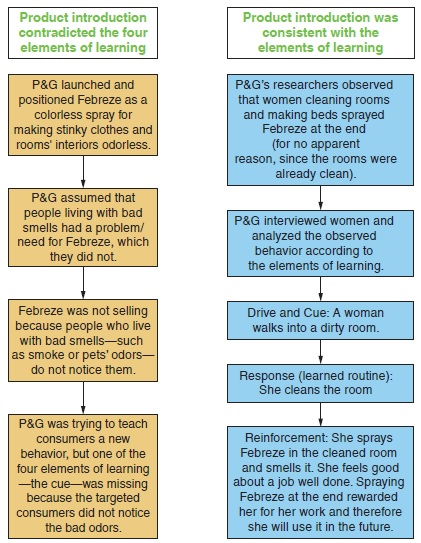 Product introduction
contradicted the four
elements of learning
P&G launched and
positioned Febreze as a
colorless spray for
making stinky clothes and
rooms' interiors odorless.
P&G assumed that
people living with bad
smells had a problem/
need for Febreze, which
they did not.
Febreze was not selling
because people who live
with bad smells—such
as smoke or pets' odors—
do not notice them.
P&G was trying to teach
consumers a new
behavior, but one of the
four elements of learning
—the cue—was missing
because the targeted
consumers did not notice
the bad odors.
Product introduction was
consistent with the
elements of learning
P&G's researchers observed
that women cleaning rooms
and making beds sprayed
Febreze at the end
(for no apparent
reason, since the rooms were
already clean).
P&G interviewed women and
analyzed the observed
behavior according to
the elements of learning.
Drive and Cue: A woman
walks into a dirty room.
Response (learned routine):
She cleans the room
Reinforcement: She sprays
Febreze in the cleaned room
and smells it. She feels good
about a job well done. Spraying
Febreze at the end rewarded
her for her work and therefore
she will use it in the future.